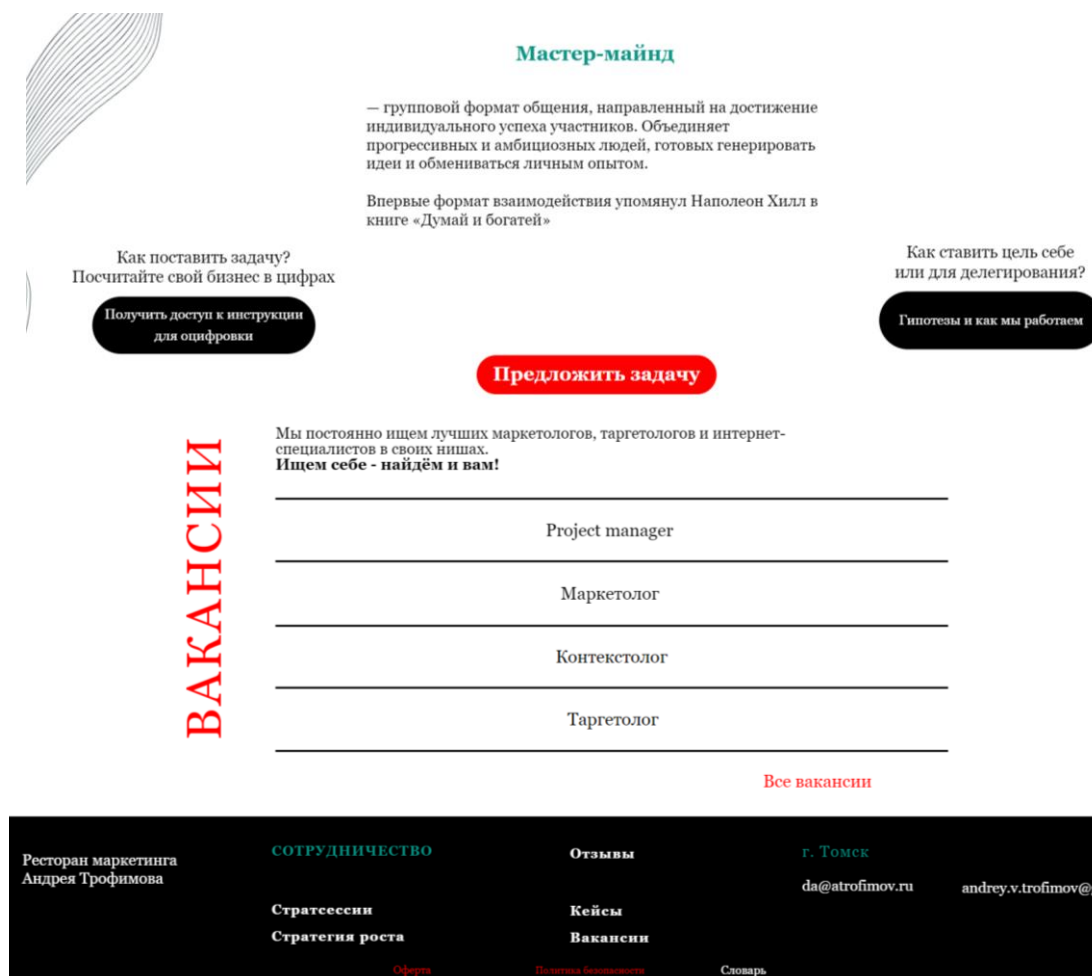 Мастер-майнд
— групповой формат общения, направленный на достижение
индивидуального успеха участников. Объединяет
прогрессивных и амбициозных людей, готовых генерировать
идеи и обмениваться личным опытом.
Впервые формат взаимодействия упомянул Наполеон Хилл в
книге «Думай и богатей»
Как поставить задачу?
Посчитайте свой бизнес в цифрах
Получить доступ к инструкции
для оцифровки
Как ставить цель себе
или для делегирования?
Гипотезы и как мы работаем
Предложить задачу
ВАКАНСИИ
Мы постоянно ищем лучших маркетологов, таргетологов и интернет-
специалистов в своих нишах.
Ищем себе - найдём и вам!
Project manager
Маркетолог
Контекстолог
Таргетолог
Все вакансии
Ресторан маркетинга
Андрея Трофимова
СОТРУДНИЧЕСТВО
Стратсессии
Стратегия роста
Отзывы
Кейсы
Вакансии
г. Томск
da@atrofimov.ru
andrey.v.trofimov@
Оферта
Политика безопасности
Словарь